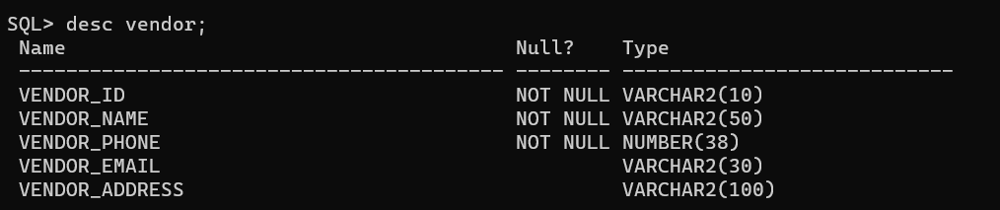 SQL> desc vendor;
Name Null? Type
----------------------------------------- -------- ----------------------------
VENDOR_ID NOT NULL VARCHAR2(10)
VENDOR_NAME NOT NULL VARCHAR2(50)
VENDOR_PHONE NOT NULL NUMBER(38)
VENDOR_EMAIL VARCHAR2(30)
VENDOR_ADDRESS VARCHAR2(100)